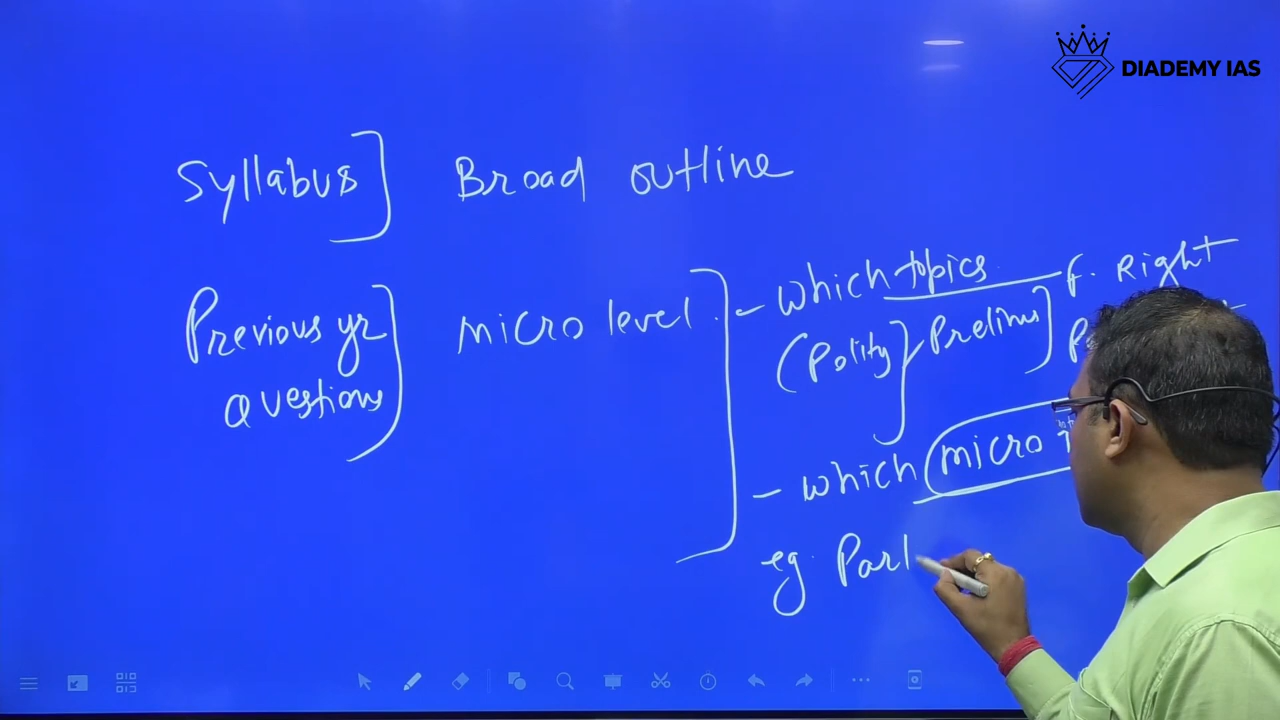 DIADEMY IAS
Syllabus] Broad outline
Previous yr questions] micro level] - which topics f. Right
(Polity} Prelims]
- which micro
eg. Parl